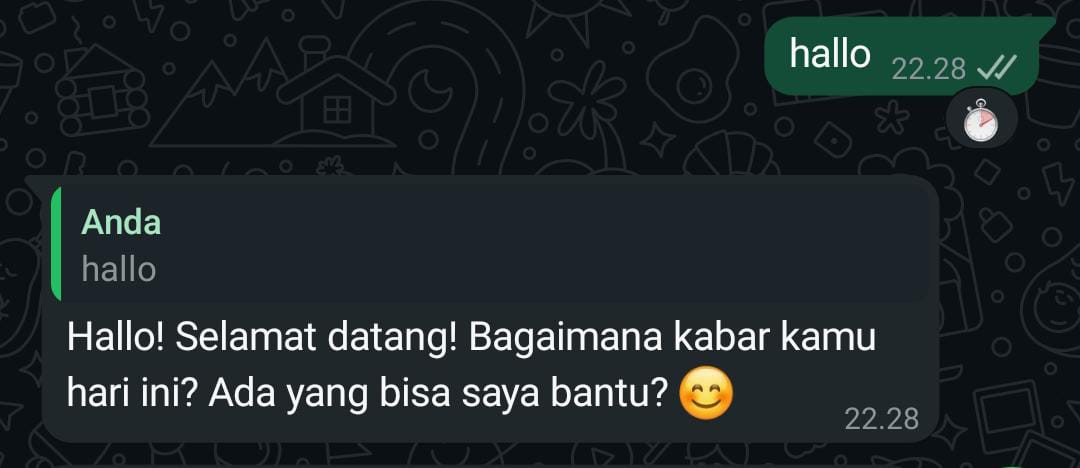 hallo 22.28
Anda
hallo
Hallo! Selamat datang! Bagaimana kabar kamu
hari ini? Ada yang bisa saya bantu? 😊
22.28